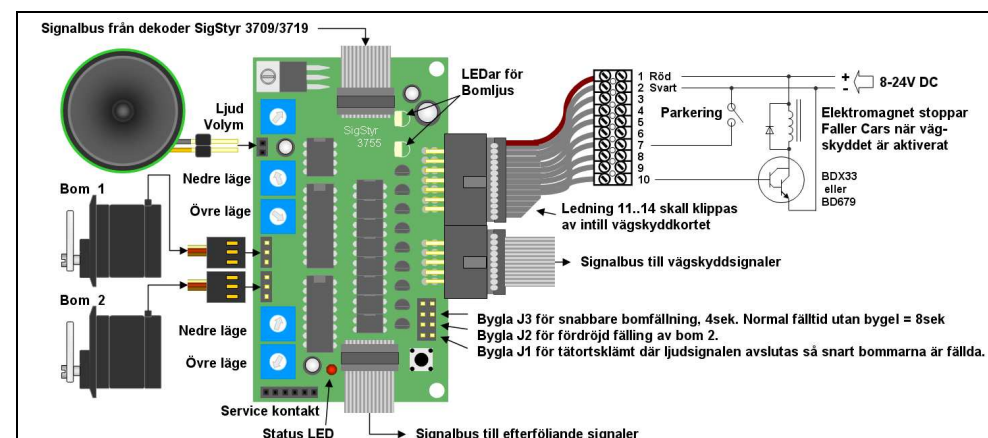 Signalbus från dekoder SigStyr 3709/3719
LEDar för
Bomljus
Ljud
Volym
SigStyr
3755
Nedre läge
Övre läge
Bom_1
Bom_2
Nedre läge
Övre läge
Service kontakt
Status LED
1 Röd
2 Svart
3
4
5
6
7
8
9
10
Parkering
+
-
8-24V DC
Elektromagnet stoppar
Faller Cars när väg-
skyddet är aktiverat
BDX33
eller
BD679
Ledning 11..14 skall klippas
av intill vägskyddkortet
Signalbus till vägskyddsignaler
Bygla J3 för snabbare bomfällning, 4sek. Normal fälltid utan bygel = 8sek
Bygla J2 för fördröjd fälling av bom 2.
Bygla J1 för tätortsklämt där ljudsignalen avslutas så snart bommarna är fällda.
Signalbus till efterföljande signaler